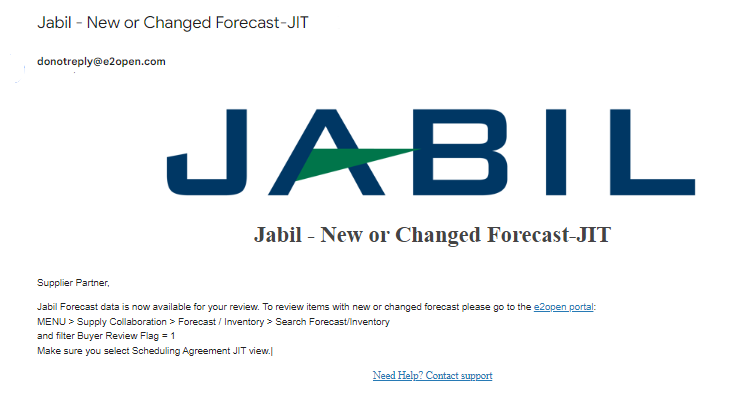 Jabil - New or Changed Forecast-JIT
donotreply@e2open.com
JABIL
Jabil - New or Changed Forecast-JIT
Supplier Partner,
Jabil Forecast data is now available for your review. To review items with new or changed forecast please go to the e2open portal:
MENU > Supply Collaboration > Forecast / Inventory > Search Forecast/Inventory
and filter Buyer Review Flag = 1
Make sure you select Scheduling Agreement JIT view.|
Need Help? Contact support